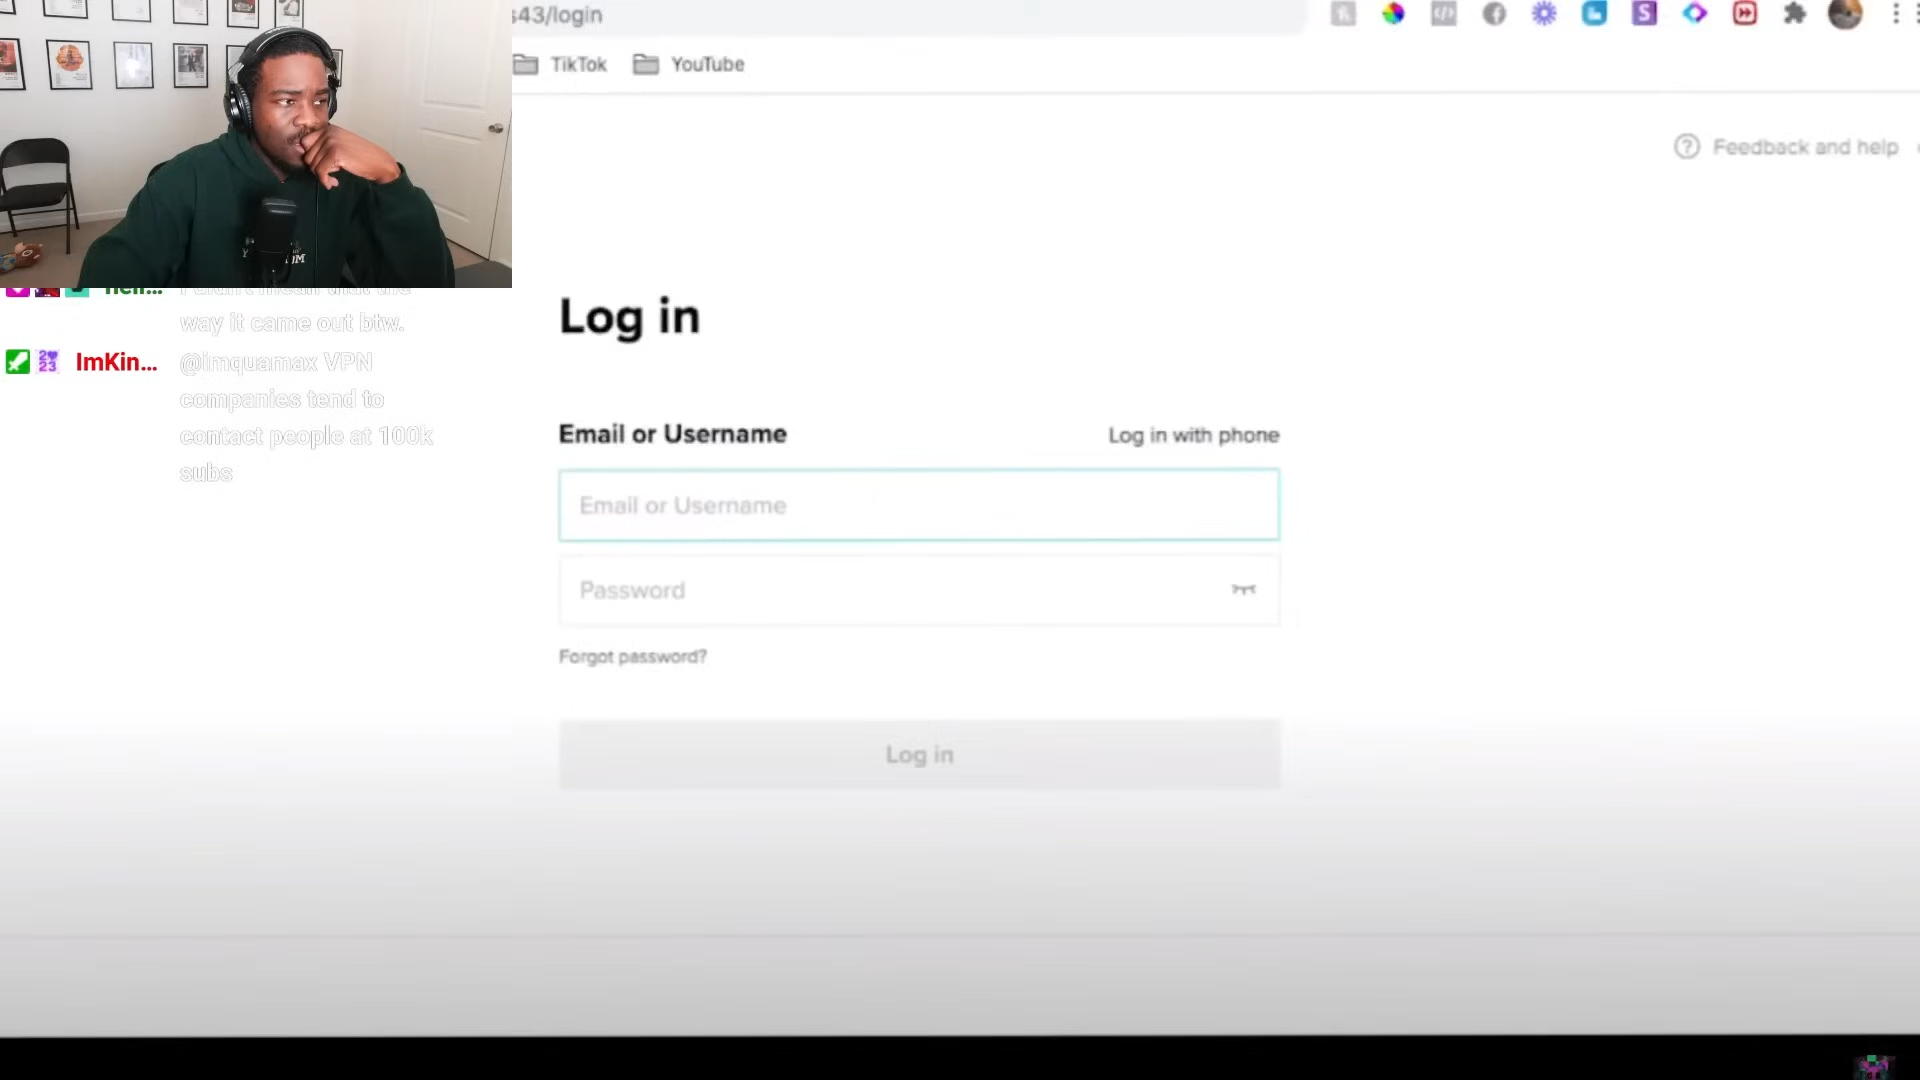 s43/login
TikTok
YouTube
Feedback and help
Log in
way it came out btw.
ImKin... @imquamax VPN
companies tend to
contact people at 100k
subs
Email or Username
Log in with phone
Email or Username
Password
Forgot password?
Log in